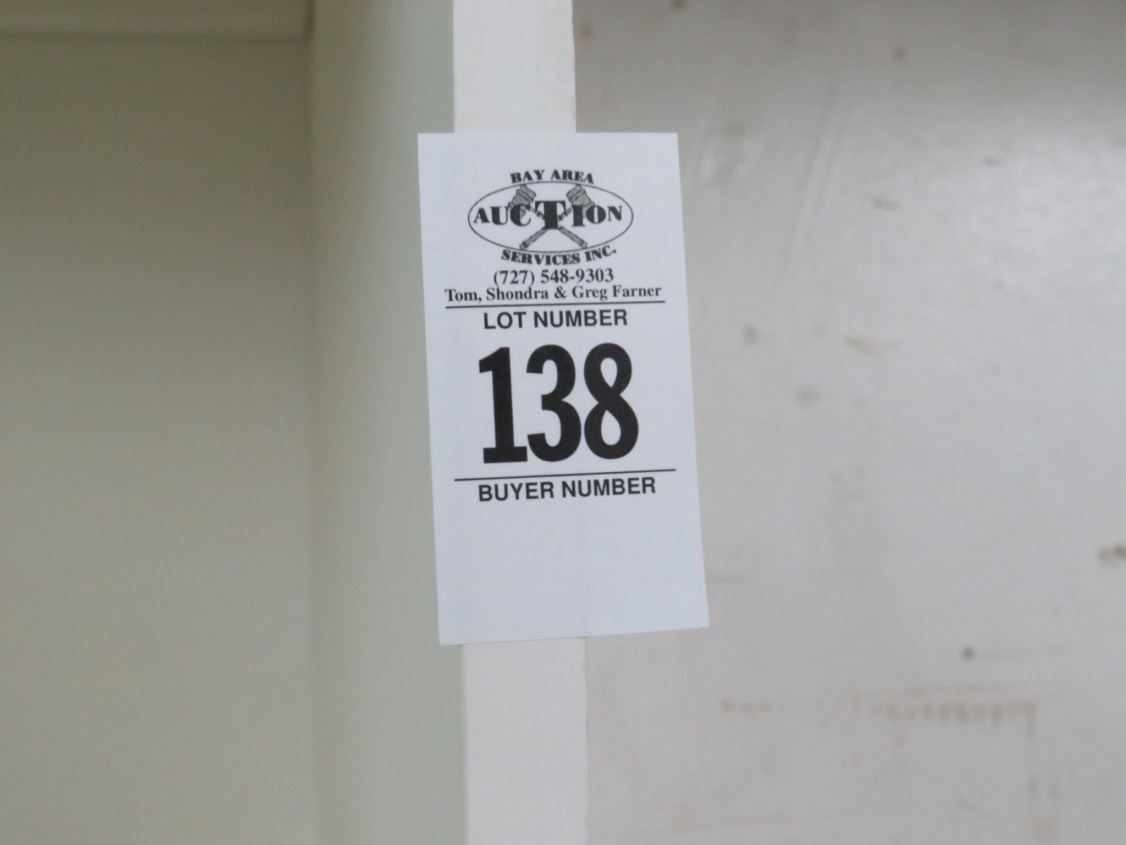 BAY AREA
AUCTION
SERVICES INC.
(727) 548-9303
Tom, Shondra & Greg Farner
LOT NUMBER
138
BUYER NUMBER